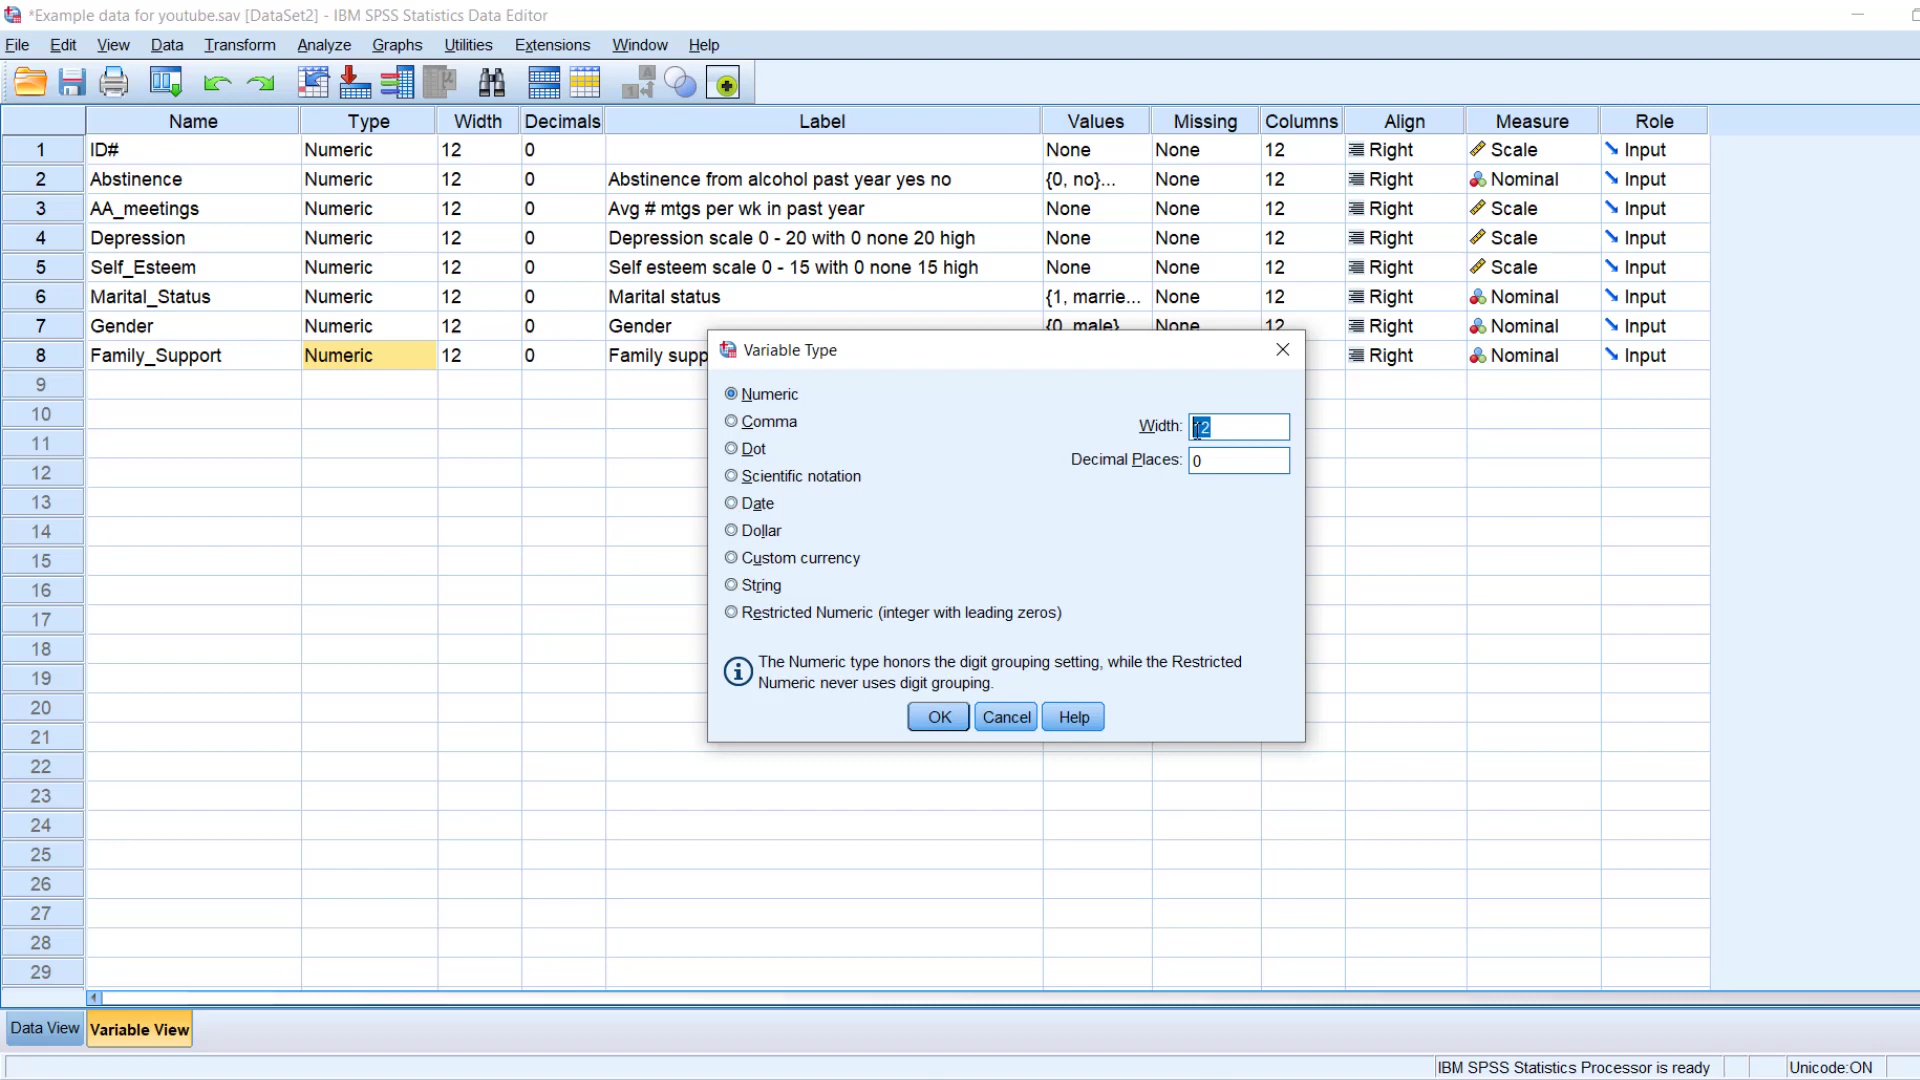 *Example data for youtube.sav [DataSet2] - IBM SPSS Statistics Data Editor
File Edit View Data Transform Analyze Graphs Utilities Extensions Window Help
Name Type Width Decimals Label Values Missing Columns Align Measure Role
1 ID# Numeric 12 0 None None 12 Right Scale Input
2 Abstinence Numeric 12 0 Abstinence from alcohol past year yes no {0, no}... None 12 Right Nominal Input
3 AA_meetings Numeric 12 0 Avg # mtgs per wk in past year None None 12 Right Scale Input
4 Depression Numeric 12 0 Depression scale 0 - 20 with 0 none 20 high None None 12 Right Scale Input
5 Self_Esteem Numeric 12 0 Self esteem scale 0 - 15 with 0 none 15 high None None 12 Right Scale Input
6 Marital_Status Numeric 12 0 Marital status {1, marrie... None 12 Right Nominal Input
7 Gender Numeric 12 0 Gender {0, male}... None 12 Right Nominal Input
8 Family_Support Numeric 12 0 Family supp Right Nominal Input
9
10
11
12
13
14
15
16
17
18
19
20
21
22
23
24
25
26
27
28
29
Variable Type
Numeric
Comma
Dot
Scientific notation
Date
Dollar
Custom currency
String
Restricted Numeric (integer with leading zeros)
Width: 12
Decimal Places: 0
The Numeric type honors the digit grouping setting, while the Restricted
Numeric never uses digit grouping.
OK Cancel Help
Data View Variable View
IBM SPSS Statistics Processor is ready Unicode:ON